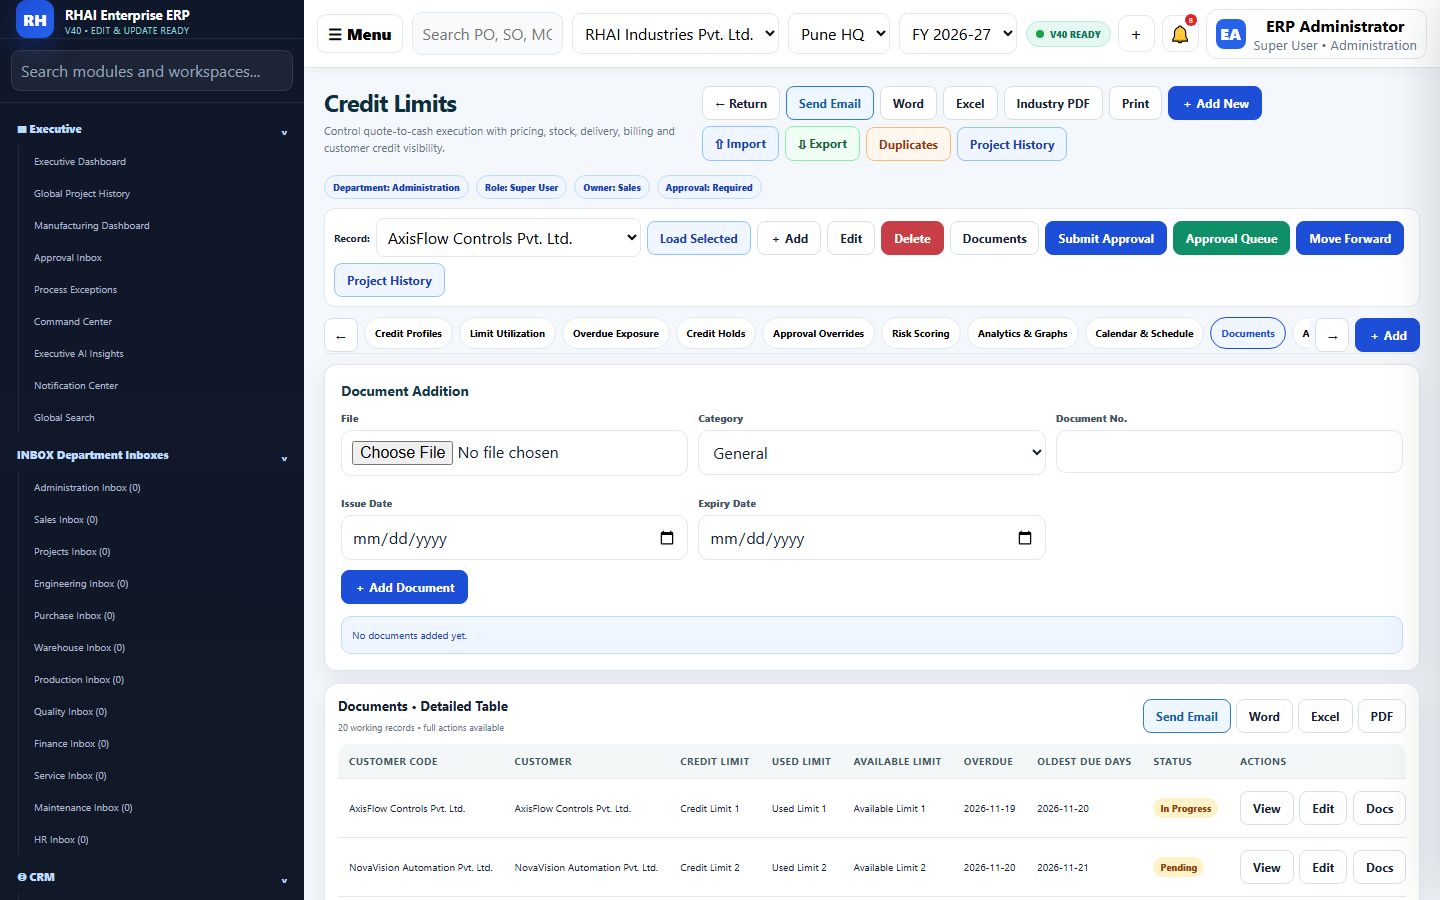 RH
RHAI Enterprise ERP
V40 • EDIT & UPDATE READY
Search modules and workspaces...
Executive
Executive Dashboard
Global Project History
Manufacturing Dashboard
Approval Inbox
Process Exceptions
Command Center
Executive AI Insights
Notification Center
Global Search
INBOX Department Inboxes
Administration Inbox (0)
Sales Inbox (0)
Projects Inbox (0)
Engineering Inbox (0)
Purchase Inbox (0)
Warehouse Inbox (0)
Production Inbox (0)
Quality Inbox (0)
Finance Inbox (0)
Service Inbox (0)
Maintenance Inbox (0)
HR Inbox (0)
CRM
☰ Menu
Search PO, SO, MC
RHAI Industries Pvt. Ltd.
Pune HQ
FY 2026-27
V40 READY
+
8
EA
ERP Administrator
Super User • Administration
Credit Limits
Control quote-to-cash execution with pricing, stock, delivery, billing and
customer credit visibility.
← Return
Send Email
Word
Excel
Industry PDF
Print
+ Add New
⇧ Import
⇩ Export
Duplicates
Project History
Department: Administration
Role: Super User
Owner: Sales
Approval: Required
Record:
AxisFlow Controls Pvt. Ltd.
Load Selected
+ Add
Edit
Delete
Documents
Submit Approval
Approval Queue
Move Forward
Project History
←
Credit Profiles
Limit Utilization
Overdue Exposure
Credit Holds
Approval Overrides
Risk Scoring
Analytics & Graphs
Calendar & Schedule
Documents
A
→
+ Add
Document Addition
File
Category
Document No.
Choose File No file chosen
General
Issue Date
Expiry Date
mm/dd/yyyy
mm/dd/yyyy
+ Add Document
No documents added yet.
Documents • Detailed Table
20 working records • full actions available
Send Email
Word
Excel
PDF
CUSTOMER CODE CUSTOMER CREDIT LIMIT USED LIMIT AVAILABLE LIMIT OVERDUE OLDEST DUE DAYS STATUS ACTIONS
AxisFlow Controls Pvt. Ltd. AxisFlow Controls Pvt. Ltd. Credit Limit 1 Used Limit 1 Available Limit 1 2026-11-19 2026-11-20 In Progress View Edit Docs
NovaVision Automation Pvt. Ltd. NovaVision Automation Pvt. Ltd. Credit Limit 2 Used Limit 2 Available Limit 2 2026-11-20 2026-11-21 Pending View Edit Docs